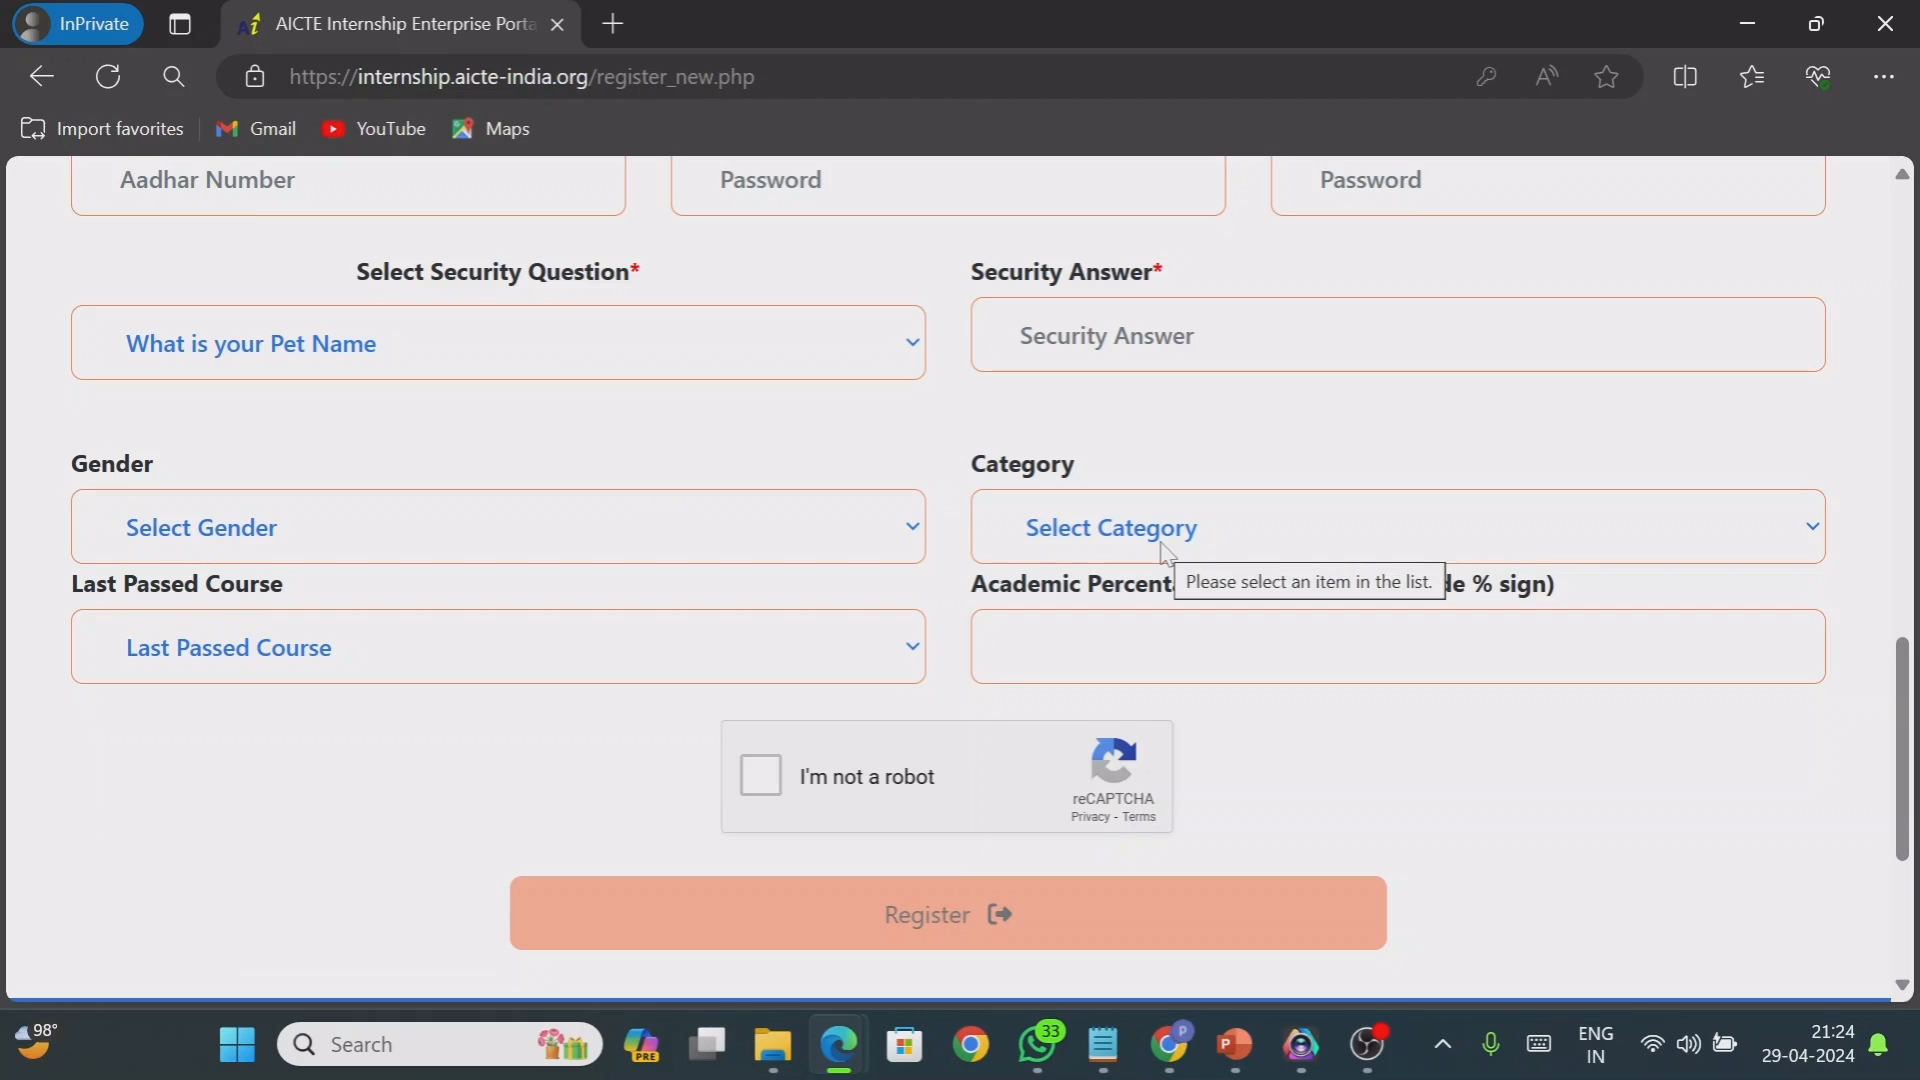 InPrivate
AICTE Internship Enterprise Porta
https://internship.aicte-india.org/register_new.php
Import favorites
Gmail
YouTube
Maps
Aadhar Number
Password
Password
Select Security Question*
Security Answer*
What is your Pet Name
Security Answer
Gender
Category
Select Gender
Select Category
Please select an item in the list.
Last Passed Course
Academic Percent
% sign)
Last Passed Course
I'm not a robot
reCAPTCHA
Privacy - Terms
Register
98°
Search
PRE
33
P
ENG
IN
21:24
29-04-2024